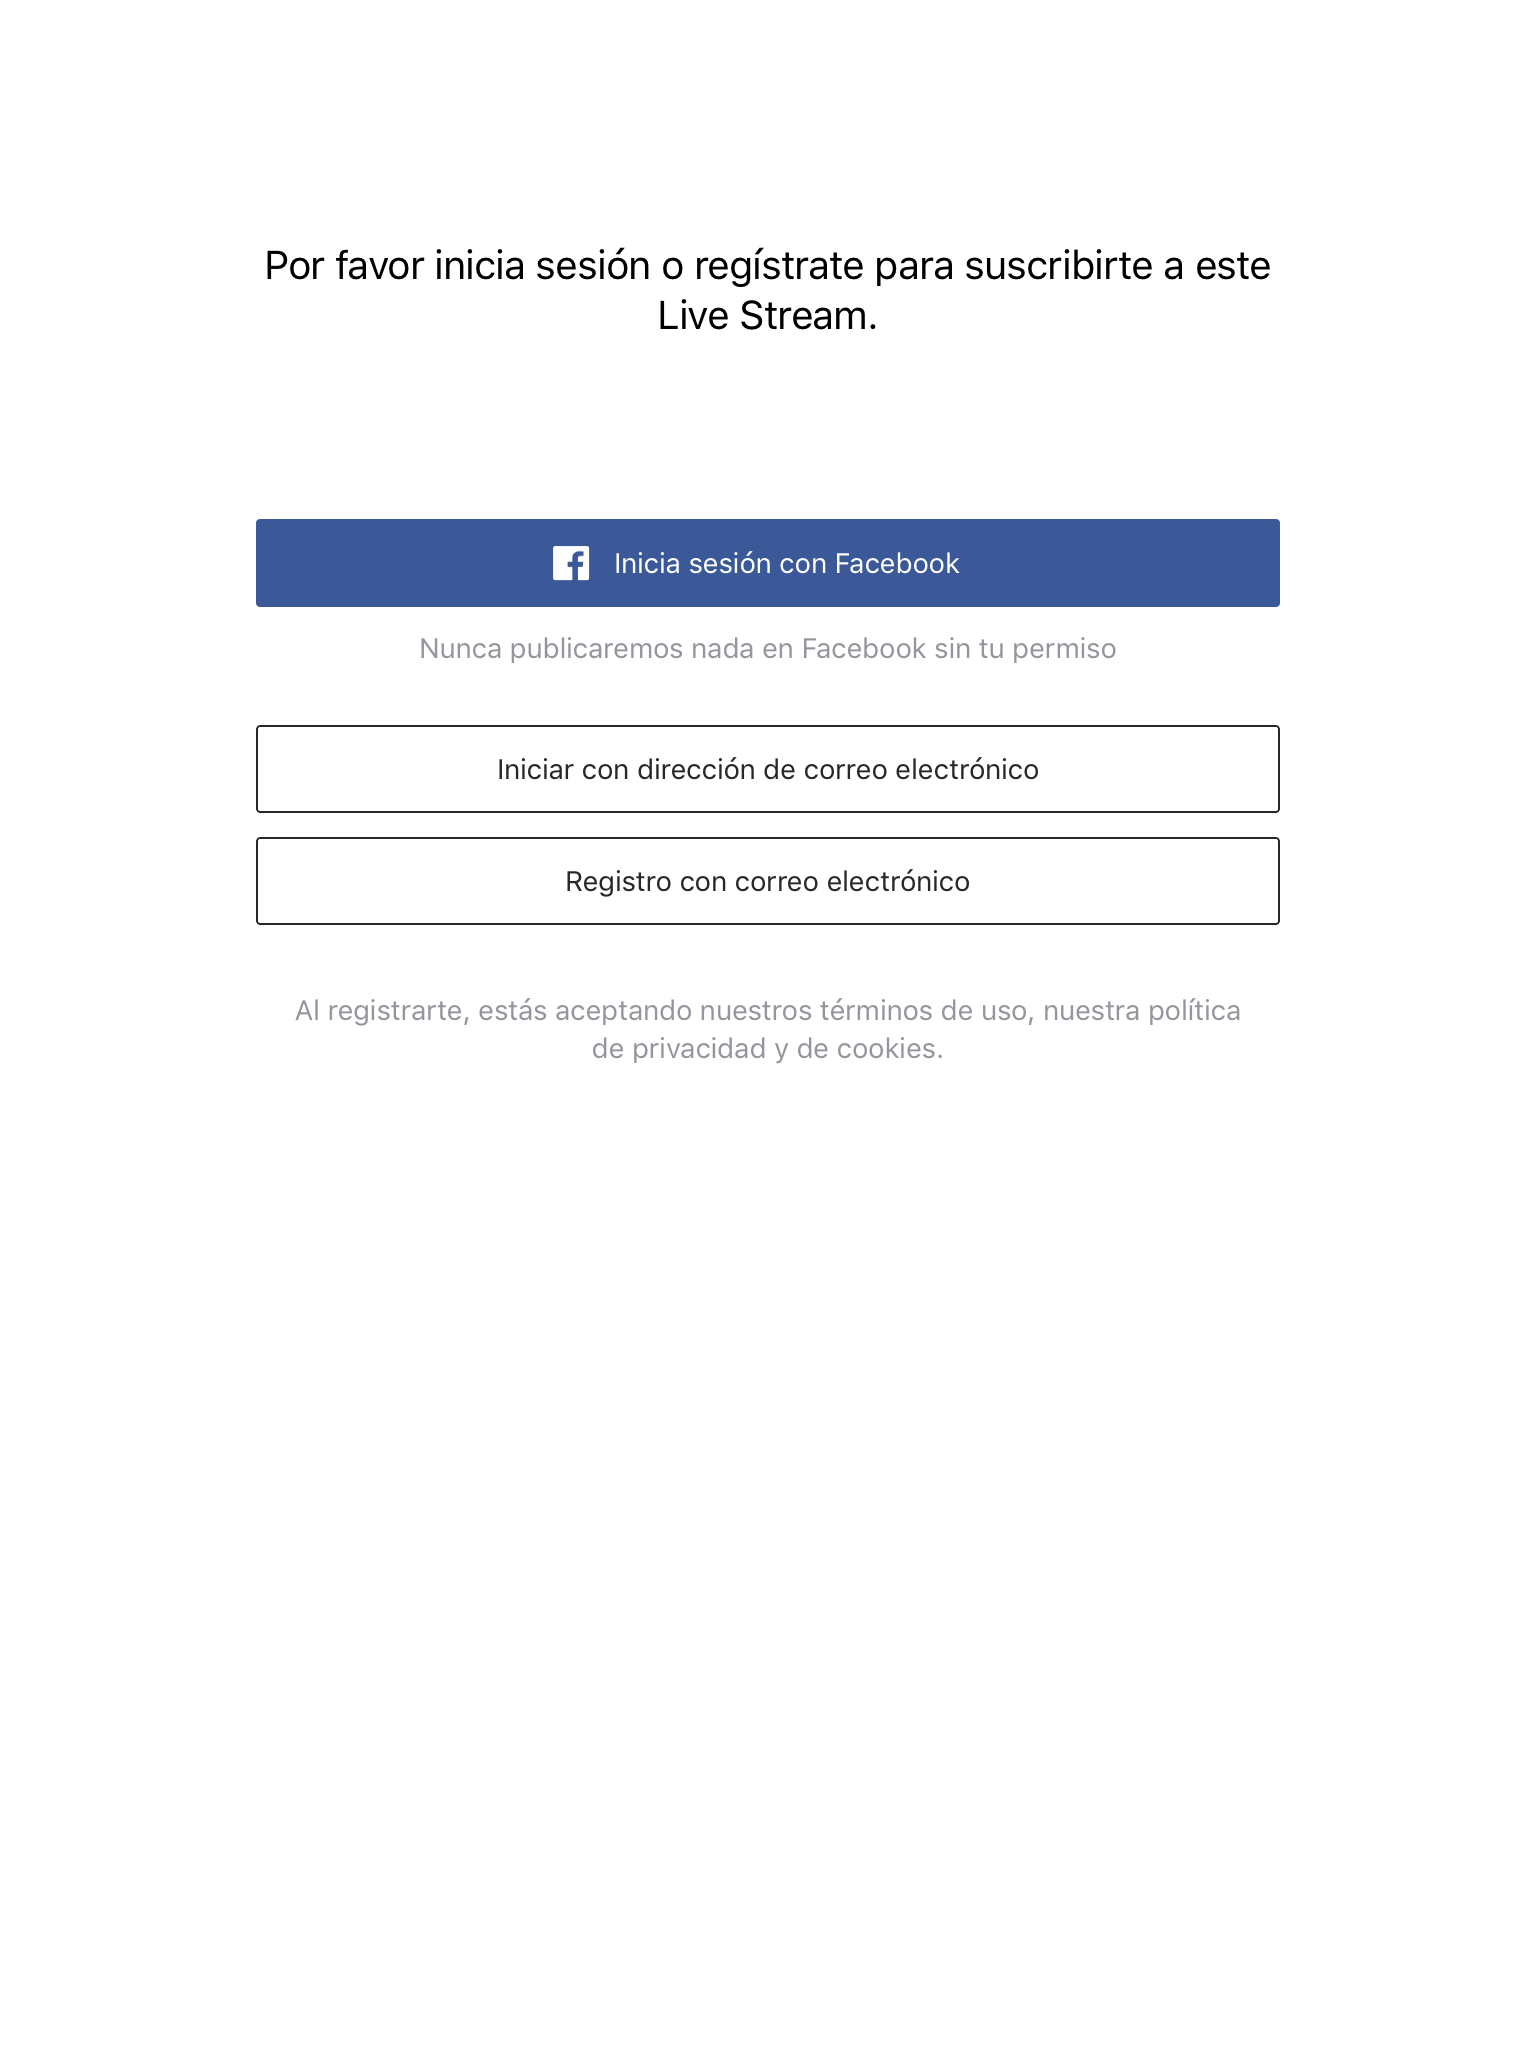 Por favor inicia sesión o regístrate para suscribirte a este
Live Stream.
Inicia sesión con Facebook
Nunca publicaremos nada en Facebook sin tu permiso
Iniciar con dirección de correo electrónico
Registro con correo electrónico
Al registrarte, estás aceptando nuestros términos de uso, nuestra política
de privacidad y de cookies.